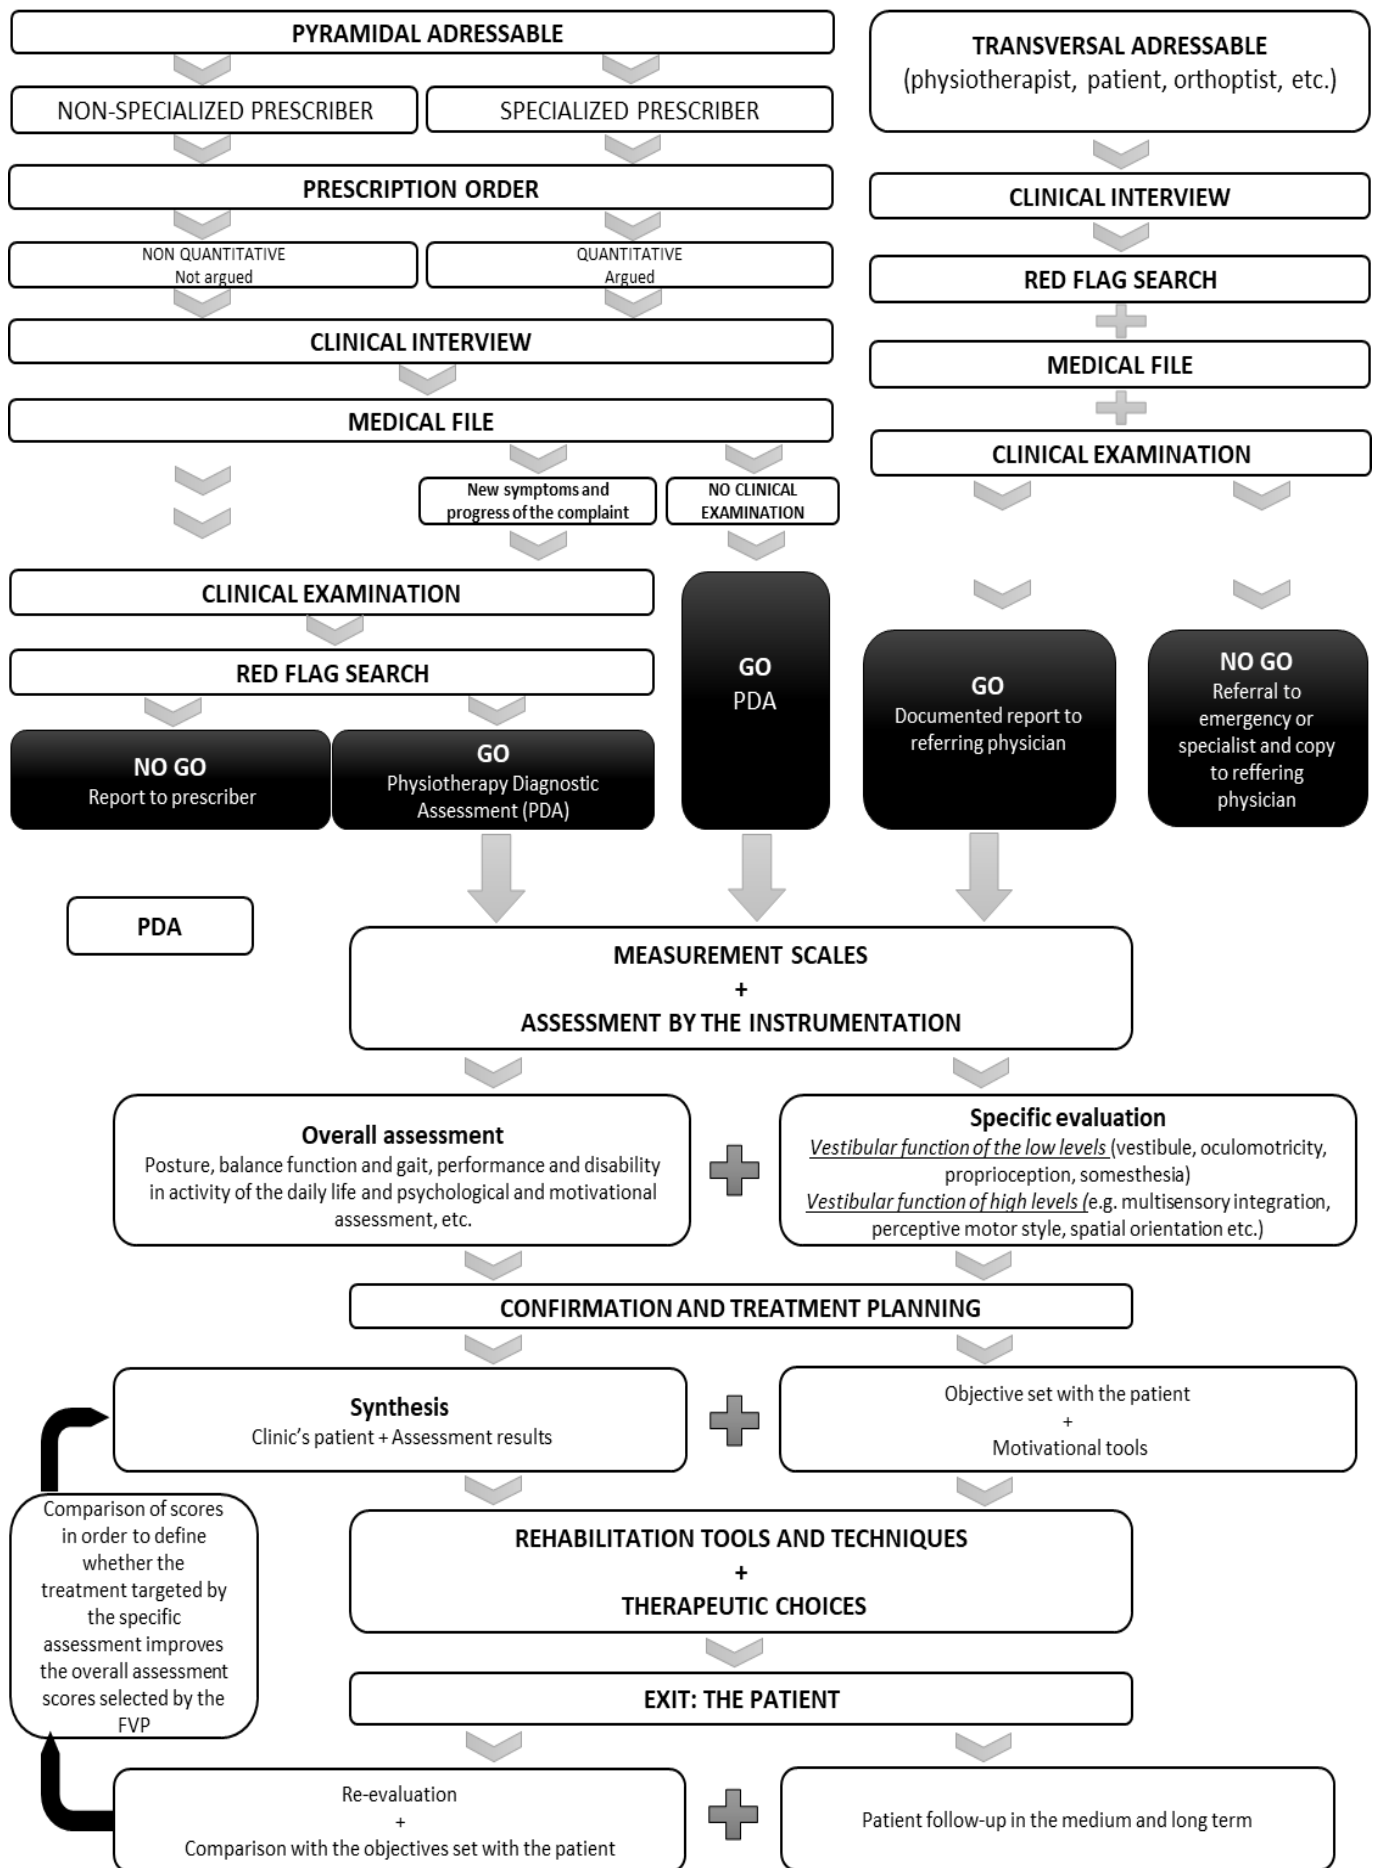 PYRAMIDAL ADRESSABLE
NON-SPECIALIZED PRESCRIBER
SPECIALIZED PRESCRIBER
PRESCRIPTION ORDER
NON QUANTITATIVE
Not argued
QUANTITATIVE
Argued
CLINICAL INTERVIEW
MEDICAL FILE
New symptoms and
progress of the complaint
NO CLINICAL
EXAMINATION
CLINICAL EXAMINATION
RED FLAG SEARCH
NO GO
Report to prescriber
GO
Physiotherapy Diagnostic
Assessment (PDA)
GO
PDA
TRANSVERSAL ADRESSABLE
(physiotherapist, patient, orthoptist, etc.)
CLINICAL INTERVIEW
RED FLAG SEARCH
MEDICAL FILE
CLINICAL EXAMINATION
GO
Documented report to
referring physician
NO GO
Referral to
emergency or
specialist and copy
to reffering
physician
PDA
MEASUREMENT SCALES
+
ASSESSMENT BY THE INSTRUMENTATION
Overall assessment
Posture, balance function and gait, performance and disability
in activity of the daily life and psychological and motivational
assessment, etc.
Specific evaluation
Vestibular function of the low levels (vestibule, oculomotricity,
proprioception, somesthesia)
Vestibular function of high levels (e.g. multisensory integration,
perceptive motor style, spatial orientation etc.)
CONFIRMATION AND TREATMENT PLANNING
Synthesis
Clinic's patient + Assessment results
Objective set with the patient
+
Motivational tools
Comparison of scores
in order to define
whether the
treatment targeted by
the specific
assessment improves
the overall assessment
scores selected by the
FVP
REHABILITATION TOOLS AND TECHNIQUES
+
THERAPEUTIC CHOICES
EXIT: THE PATIENT
Re-evaluation
+
Comparison with the objectives set with the patient
Patient follow-up in the medium and long term